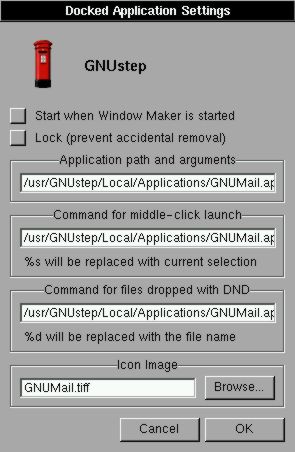 Docked Application Settings
GNUstep
Start when Window Maker is started
Lock (prevent accidental removal)
Application path and arguments
/usr/GNUstep/Local/Applications/GNUMail.ap
Command for middle-click launch
/usr/GNUstep/Local/Applications/GNUMail.ap
%s will be replaced with current selection
Command for files dropped with DND
/usr/GNUstep/Local/Applications/GNUMail.ap
%d will be replaced with the file name
Icon Image
GNUMail.tiff Browse...
Cancel OK